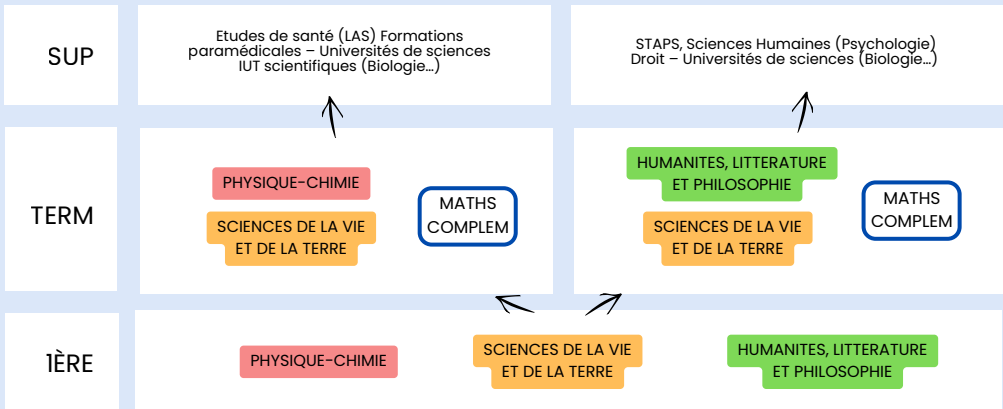 SUP
Etudes de santé (LAS) Formations
paramédicales – Universités de sciences
IUT scientifiques (Biologie...)
STAPS, Sciences Humaines (Psychologie)
Droit – Universités de sciences (Biologie...)
TERM
PHYSIQUE-CHIMIE
SCIENCES DE LA VIE
ET DE LA TERRE
MATHS
COMPLEM
HUMANITES, LITTERATURE
ET PHILOSOPHIE
SCIENCES DE LA VIE
ET DE LA TERRE
MATHS
COMPLEM
1ÈRE
PHYSIQUE-CHIMIE
SCIENCES DE LA VIE
ET DE LA TERRE
HUMANITES, LITTERATURE
ET PHILOSOPHIE